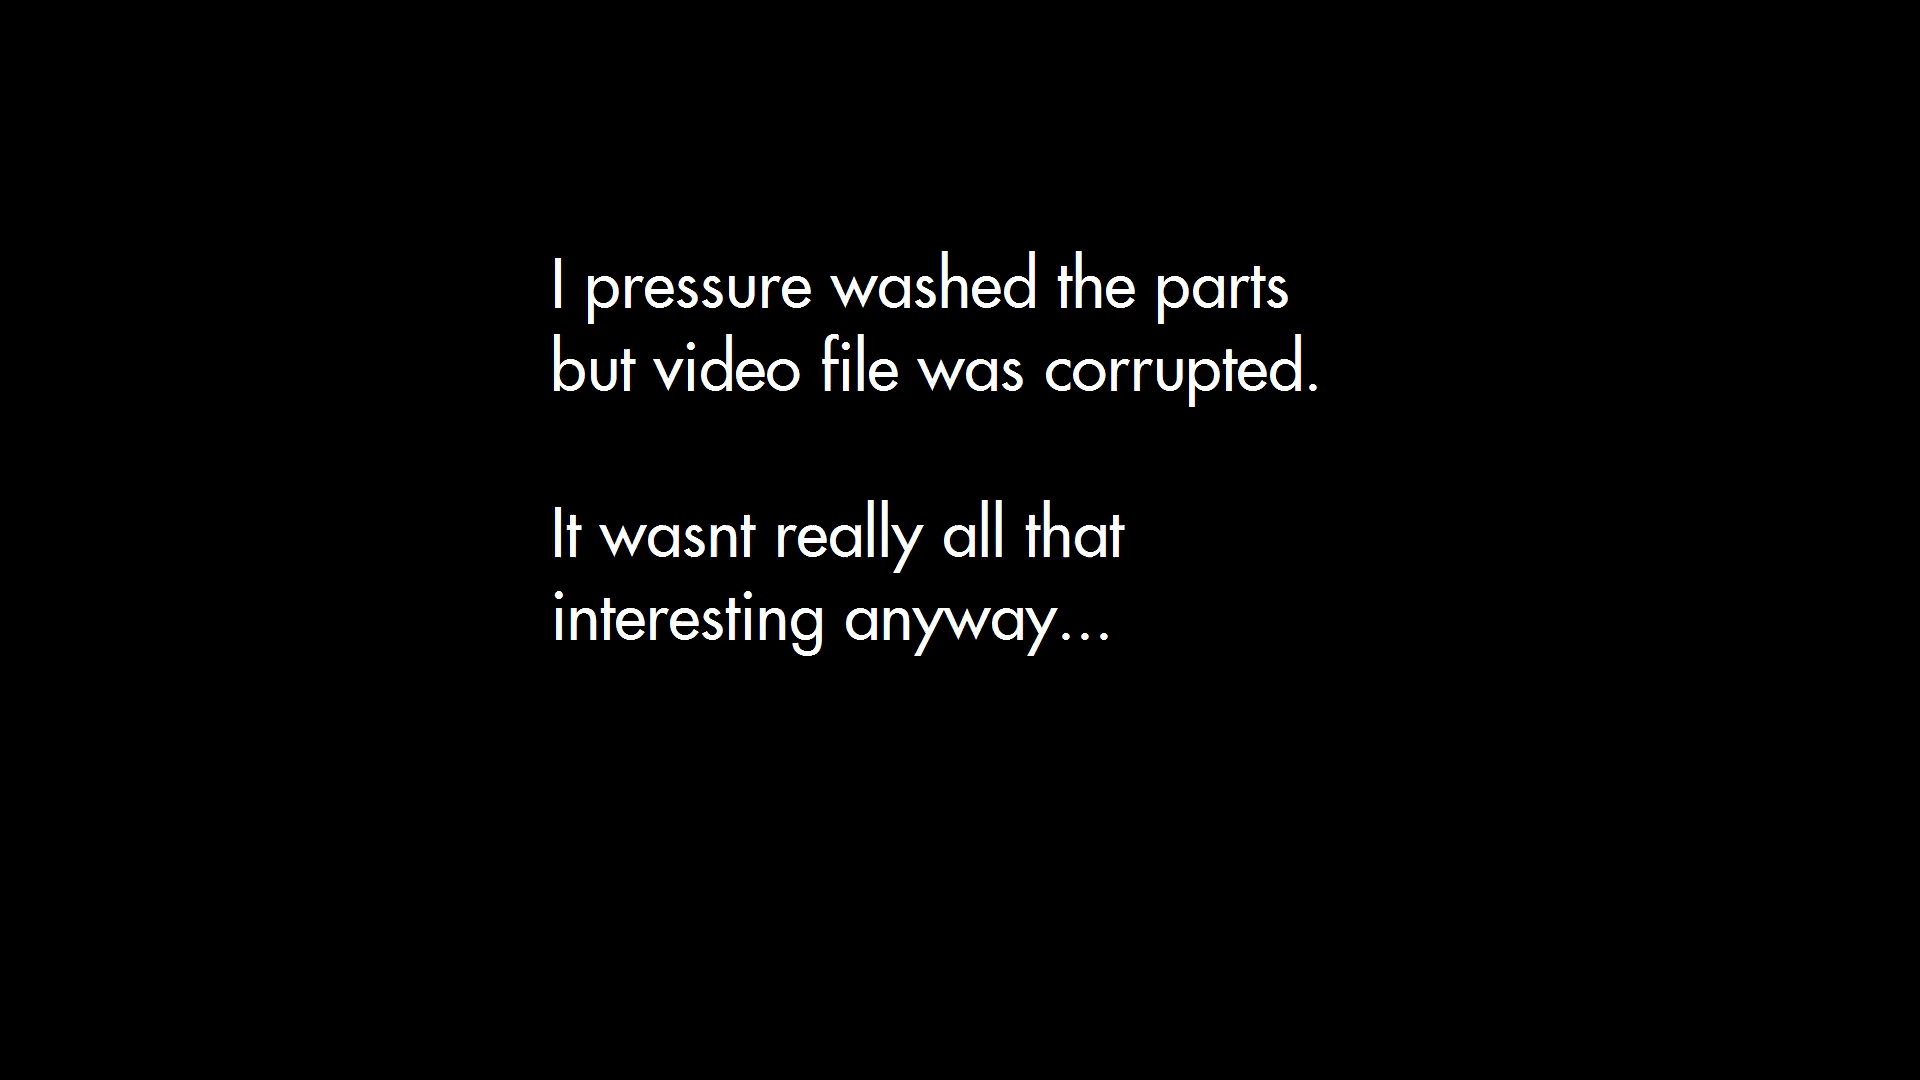 I pressure washed the parts
but video file was corrupted.
It wasnt really all that
interesting anyway...